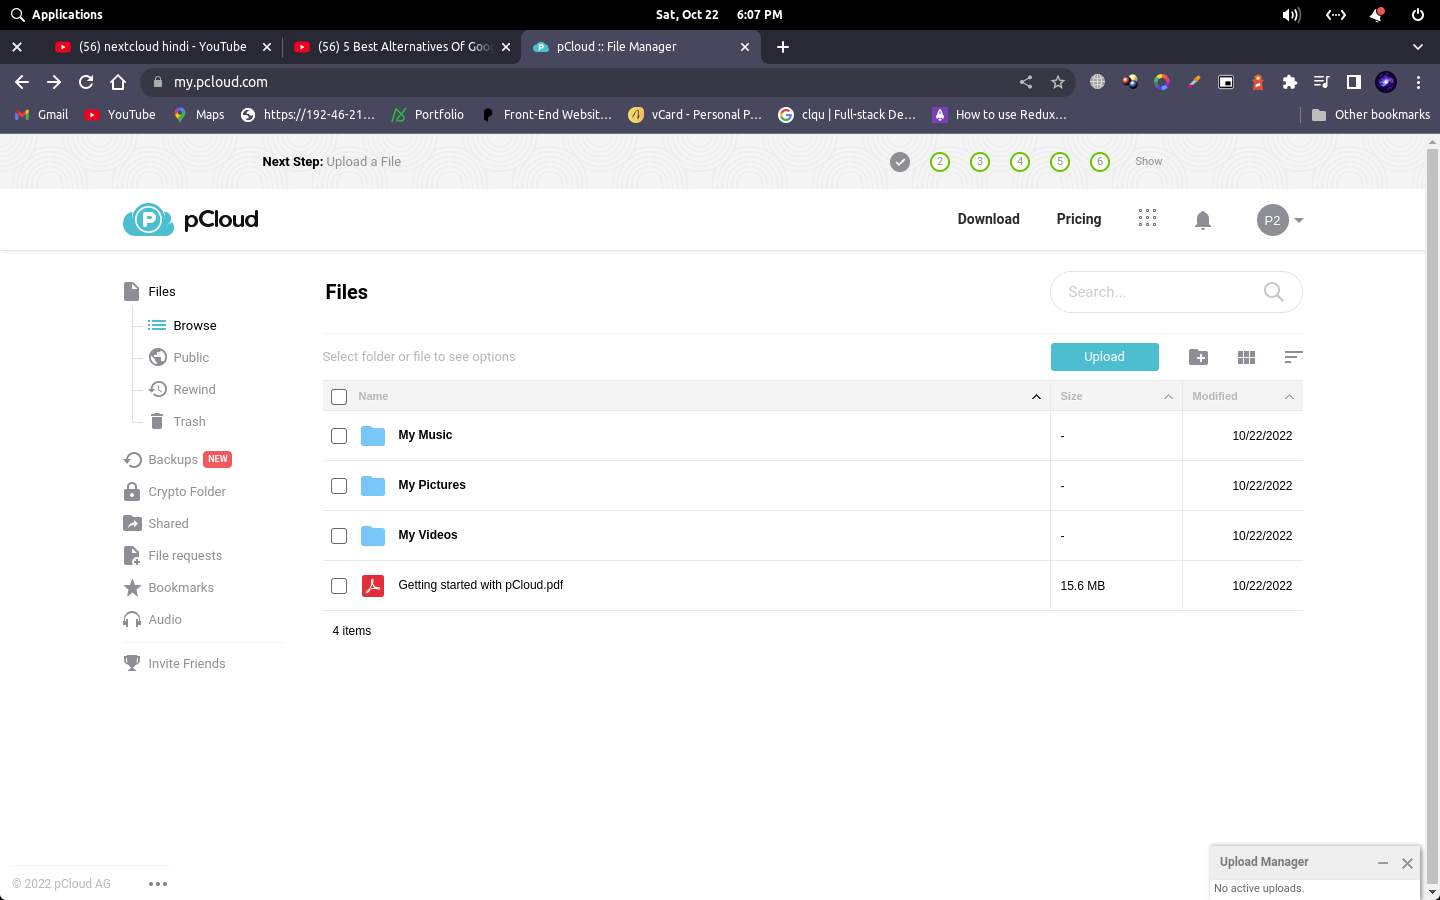 Applications
Sat, Oct 22 6:07 PM
(56) nextcloud hindi - YouTube
(56) 5 Best Alternatives Of Goo
pCloud :: File Manager
my.pcloud.com
Gmail
YouTube
Maps
https://192-46-21...
Portfolio
Front-End Websit...
vCard - Personal P...
clqu | Full-stack De...
How to use Redux...
Other bookmarks
Next Step: Upload a File
2 3 4 5 6 Show
P pCloud
Download Pricing P2
Files
Browse
Public
Rewind
Trash
Backups NEW
Crypto Folder
Shared
File requests
Bookmarks
Audio
Invite Friends
Files
Search...
Select folder or file to see options
Upload
Name Size Modified
My Music - 10/22/2022
My Pictures - 10/22/2022
My Videos - 10/22/2022
Getting started with pCloud.pdf 15.6 MB 10/22/2022
4 items
© 2022 pCloud AG
Upload Manager
No active uploads.